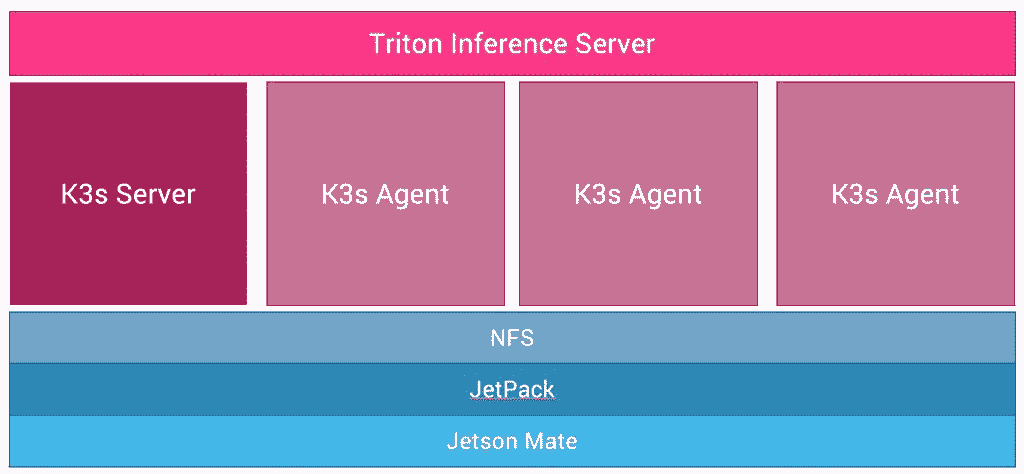 Triton Inference Server
K3s Server
K3s Agent
K3s Agent
K3s Agent
NFS
JetPack
Jetson Mate